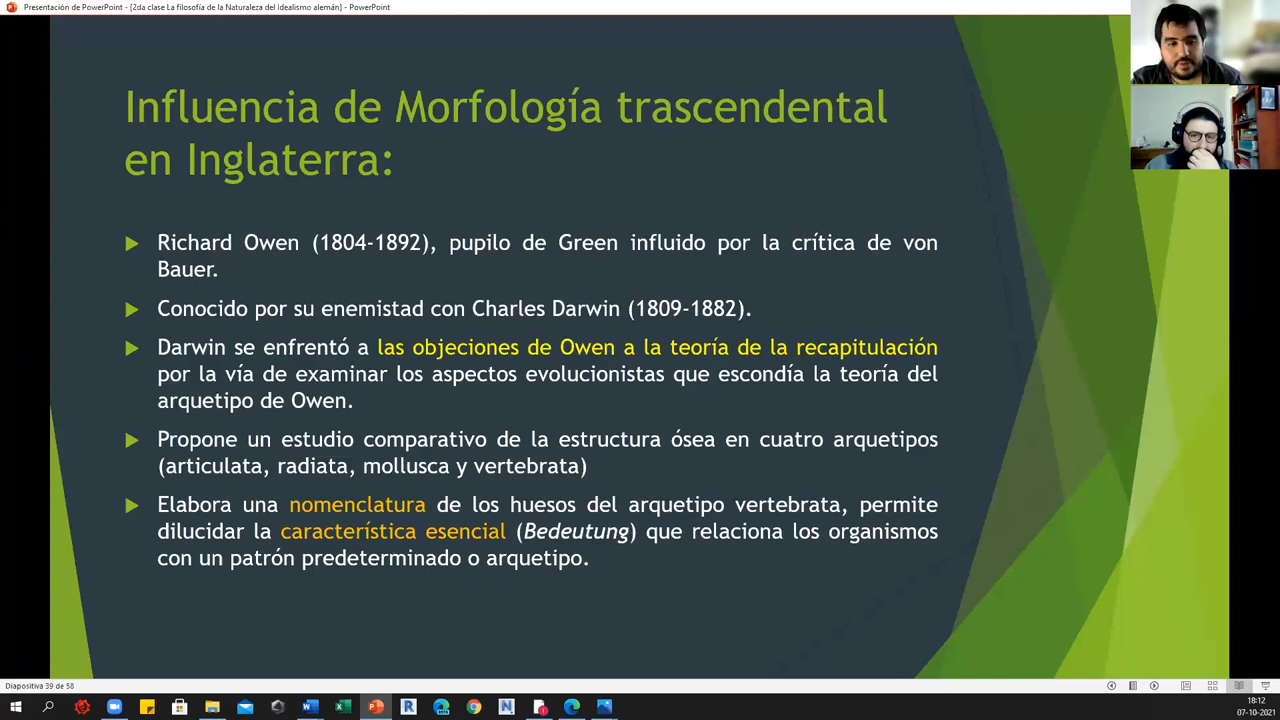 Presentación de PowerPoint - [2da clase La filosofía de la Naturaleza del Idealismo alemán] - PowerPoint
Influencia de Morfología trascendental
en Inglaterra:
Richard Owen (1804-1892), pupilo de Green influido por la crítica de von
Bauer.
Conocido por su enemistad con Charles Darwin (1809-1882).
Darwin se enfrentó a las objeciones de Owen a la teoría de la recapitulación
por la vía de examinar los aspectos evolucionistas que escondía la teoría del
arquetipo de Owen.
Propone un estudio comparativo de la estructura ósea en cuatro arquetipos
(articulata, radiata, mollusca y vertebrata)
Elabora una nomenclatura de los huesos del arquetipo vertebrata, permite
dilucidar la característica esencial (Bedeutung) que relaciona los organismos
con un patrón predeterminado o arquetipo.
Diapositiva 39 de 58
18:12
07-10-2021